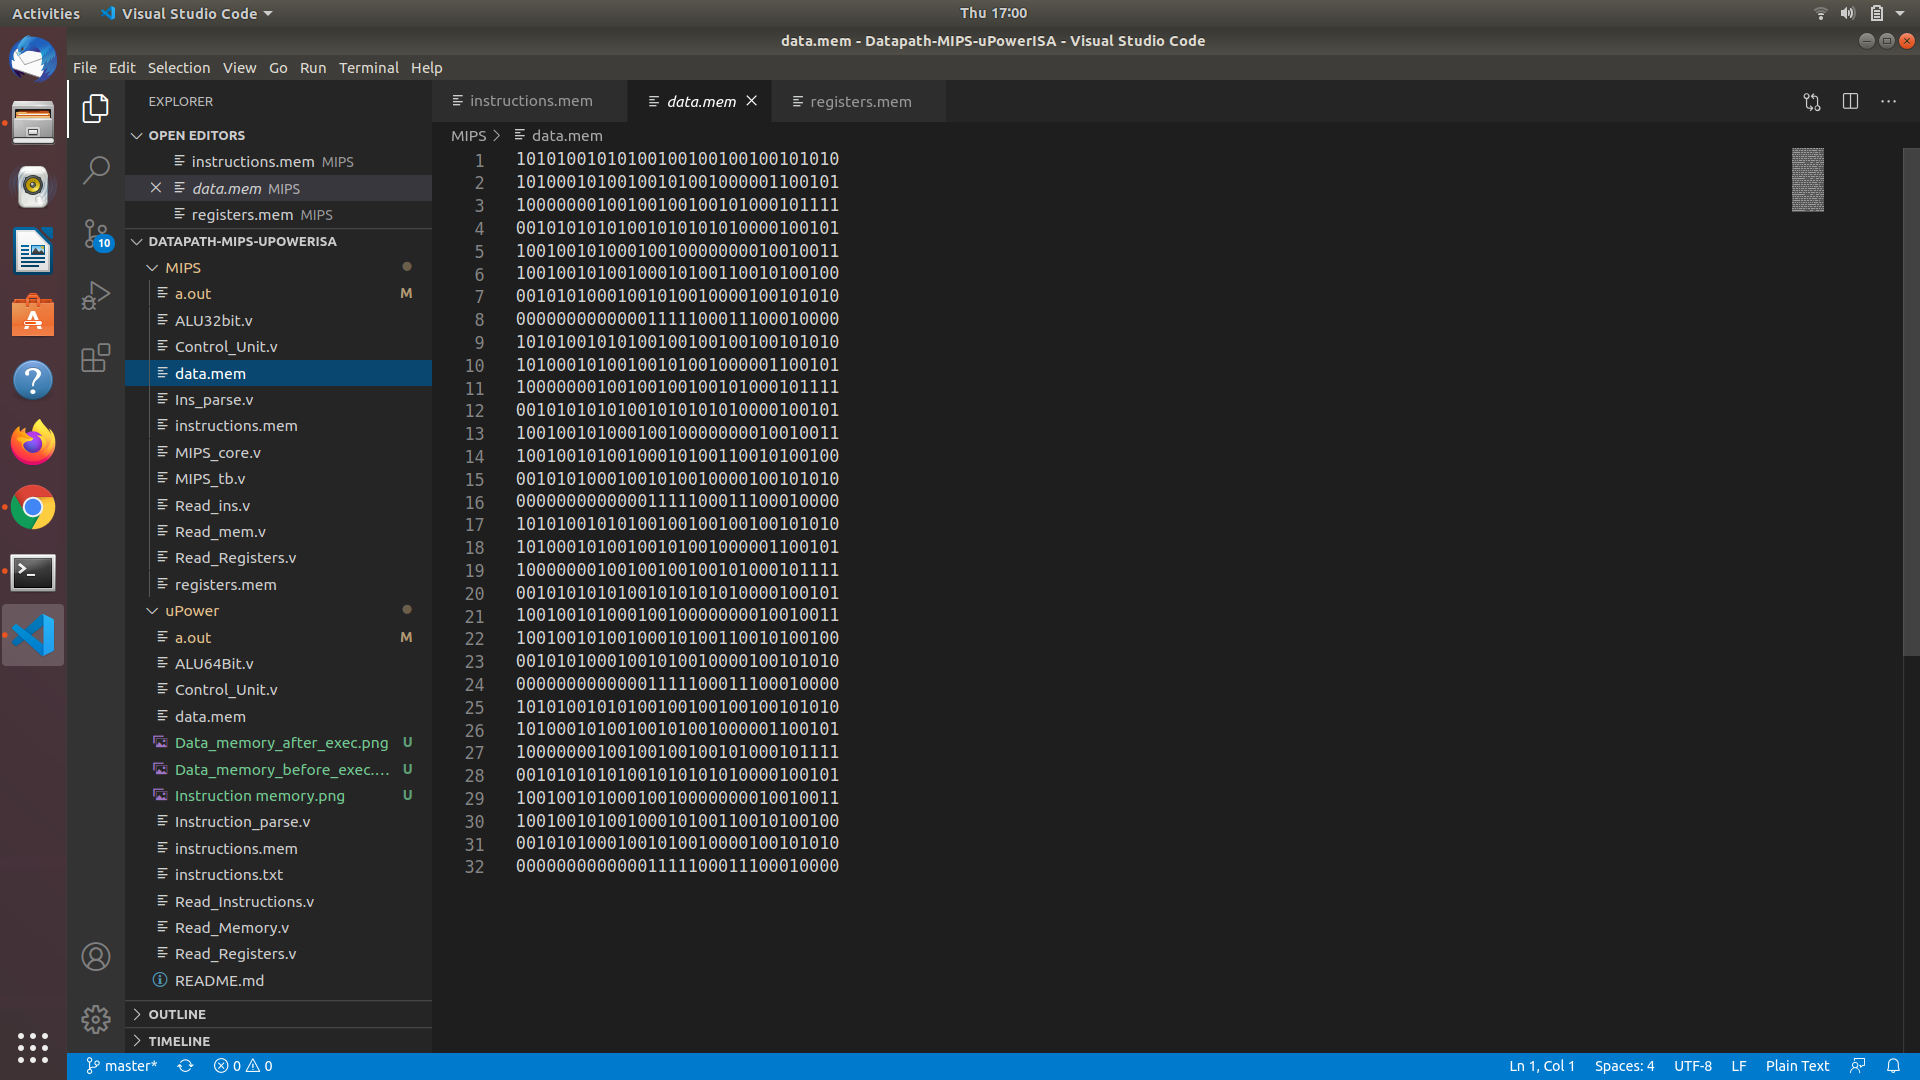 Activities
Visual Studio Code
Thu 17:00
data.mem - Datapath-MIPS-uPowerISA - Visual Studio Code
File Edit Selection View Go Run Terminal Help
EXPLORER
OPEN EDITORS
instructions.mem MIPS
data.mem MIPS
registers.mem MIPS
DATAPATH-MIPS-UPOWERISA
MIPS
a.out M
ALU32bit.v
Control_Unit.v
data.mem
Ins_parse.v
instructions.mem
MIPS_core.v
MIPS_tb.v
Read_ins.v
Read_mem.v
Read_Registers.v
registers.mem
uPower
a.out M
ALU64Bit.v
Control_Unit.v
data.mem
Data_memory_after_exec.png U
Data_memory_before_exec.... U
Instruction memory.png U
Instruction_parse.v
instructions.mem
instructions.txt
Read_Instructions.v
Read_Memory.v
Read_Registers.v
README.md
OUTLINE
TIMELINE
10
instructions.mem data.mem registers.mem
MIPS > data.mem
1 10101001010100100100100100101010
2 10100010100100101001000001100101
3 10000000100100100100101000101111
4 00101010101001010101010000100101
5 10010010100010010000000010010011
6 10010010100100010100110010100100
7 00101010001001010010000100101010
8 00000000000001111100011100010000
9 10101001010100100100100100101010
10 10100010100100101001000001100101
11 10000000100100100100101000101111
12 00101010101001010101010000100101
13 10010010100010010000000010010011
14 10010010100100010100110010100100
15 00101010001001010010000100101010
16 00000000000001111100011100010000
17 10101001010100100100100100101010
18 10100010100100101001000001100101
19 10000000100100100100101000101111
20 00101010101001010101010000100101
21 10010010100010010000000010010011
22 10010010100100010100110010100100
23 00101010001001010010000100101010
24 00000000000001111100011100010000
25 10101001010100100100100100101010
26 10100010100100101001000001100101
27 10000000100100100100101000101111
28 00101010101001010101010000100101
29 10010010100010010000000010010011
30 10010010100100010100110010100100
31 00101010001001010010000100101010
32 00000000000001111100011100010000
master* 0 0 Ln 1, Col 1 Spaces: 4 UTF-8 LF Plain Text